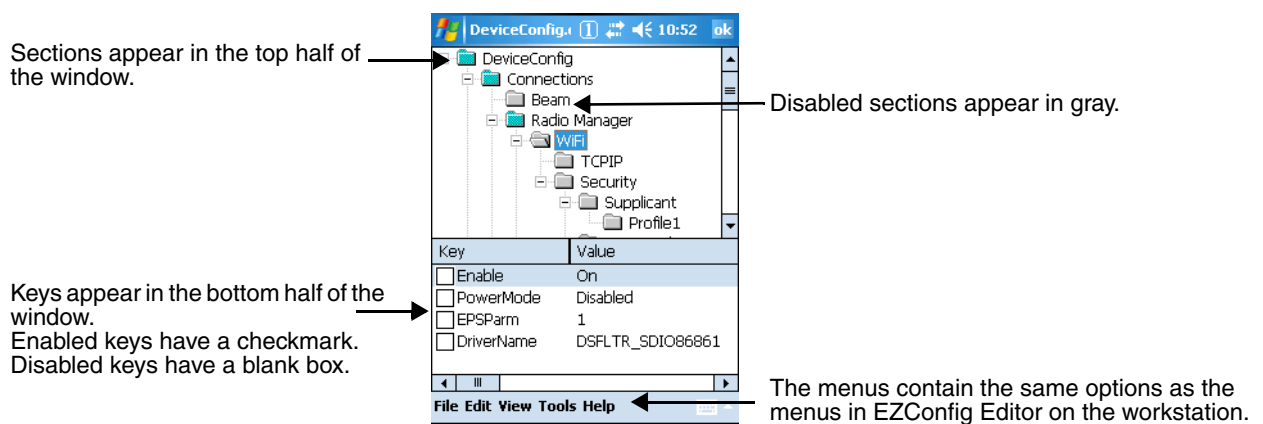 Sections appear in the top half of
the window.
DeviceConfig. 1 10:52 ok
DeviceConfig
Connections
Beam
Radio Manager
WiFi
TCPIP
Security
Supplicant
Profile1
Disabled sections appear in gray.
Key Value
Enable On
PowerMode Disabled
EPSParm 1
DriverName DSFLTR_SDIO86861
Keys appear in the bottom half of the
window.
Enabled keys have a checkmark.
Disabled keys have a blank box.
File Edit View Tools Help
The menus contain the same options as the
menus in EZConfig Editor on the workstation.